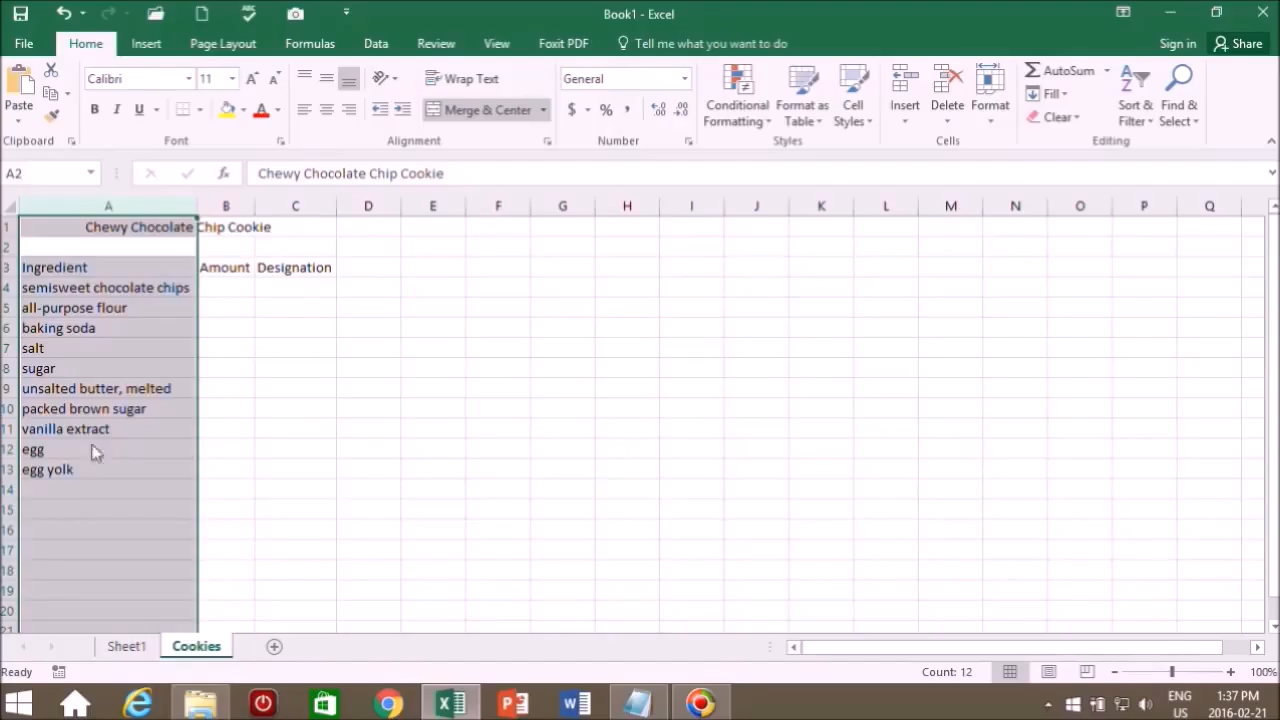 Book1 - Excel
File Home Insert Page Layout Formulas Data Review View Foxit PDF Tell me what you want to do Sign in Share
Calibri 11 Wrap Text General AutoSum
Paste Fill
B I U A Merge & Center $ % , Conditional Formatting Format as Table Cell Styles Insert Delete Format Clear Sort & Filter Find & Select
Clipboard Font Alignment Number Styles Cells Editing
A2 fx Chewy Chocolate Chip Cookie
A B C D E F G H I J K L M N O P Q
1 Chewy Chocolate Chip Cookie
2
3 Ingredient Amount Designation
4 semisweet chocolate chips
5 all-purpose flour
6 baking soda
7 salt
8 sugar
9 unsalted butter, melted
10 packed brown sugar
11 vanilla extract
12 egg
13 egg yolk
14
15
16
17
18
19
20
21
Sheet1 Cookies
Ready Count: 12 100%
ENG 1:37 PM
US 2016-02-21